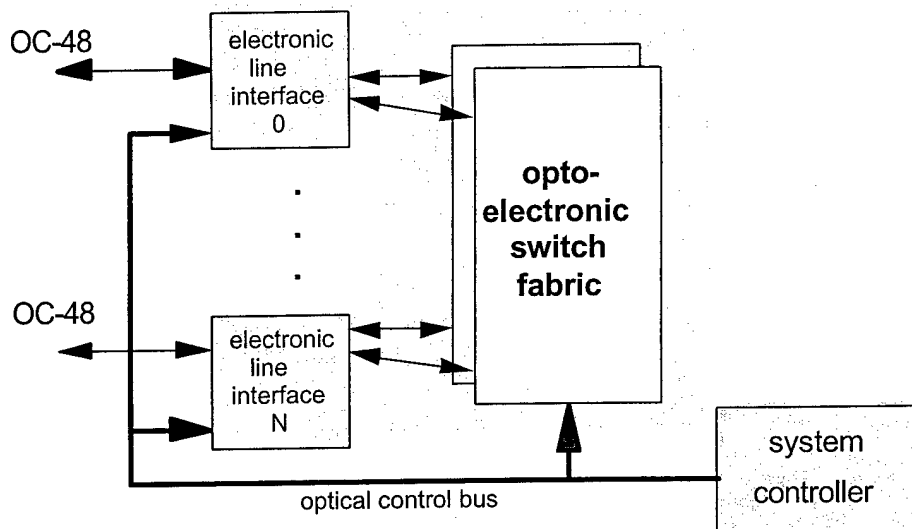 OC-48
electronic
line
interface
0
opto-
electronic
switch
fabric
.
.
.
OC-48
electronic
line
interface
N
system
controller
optical control bus